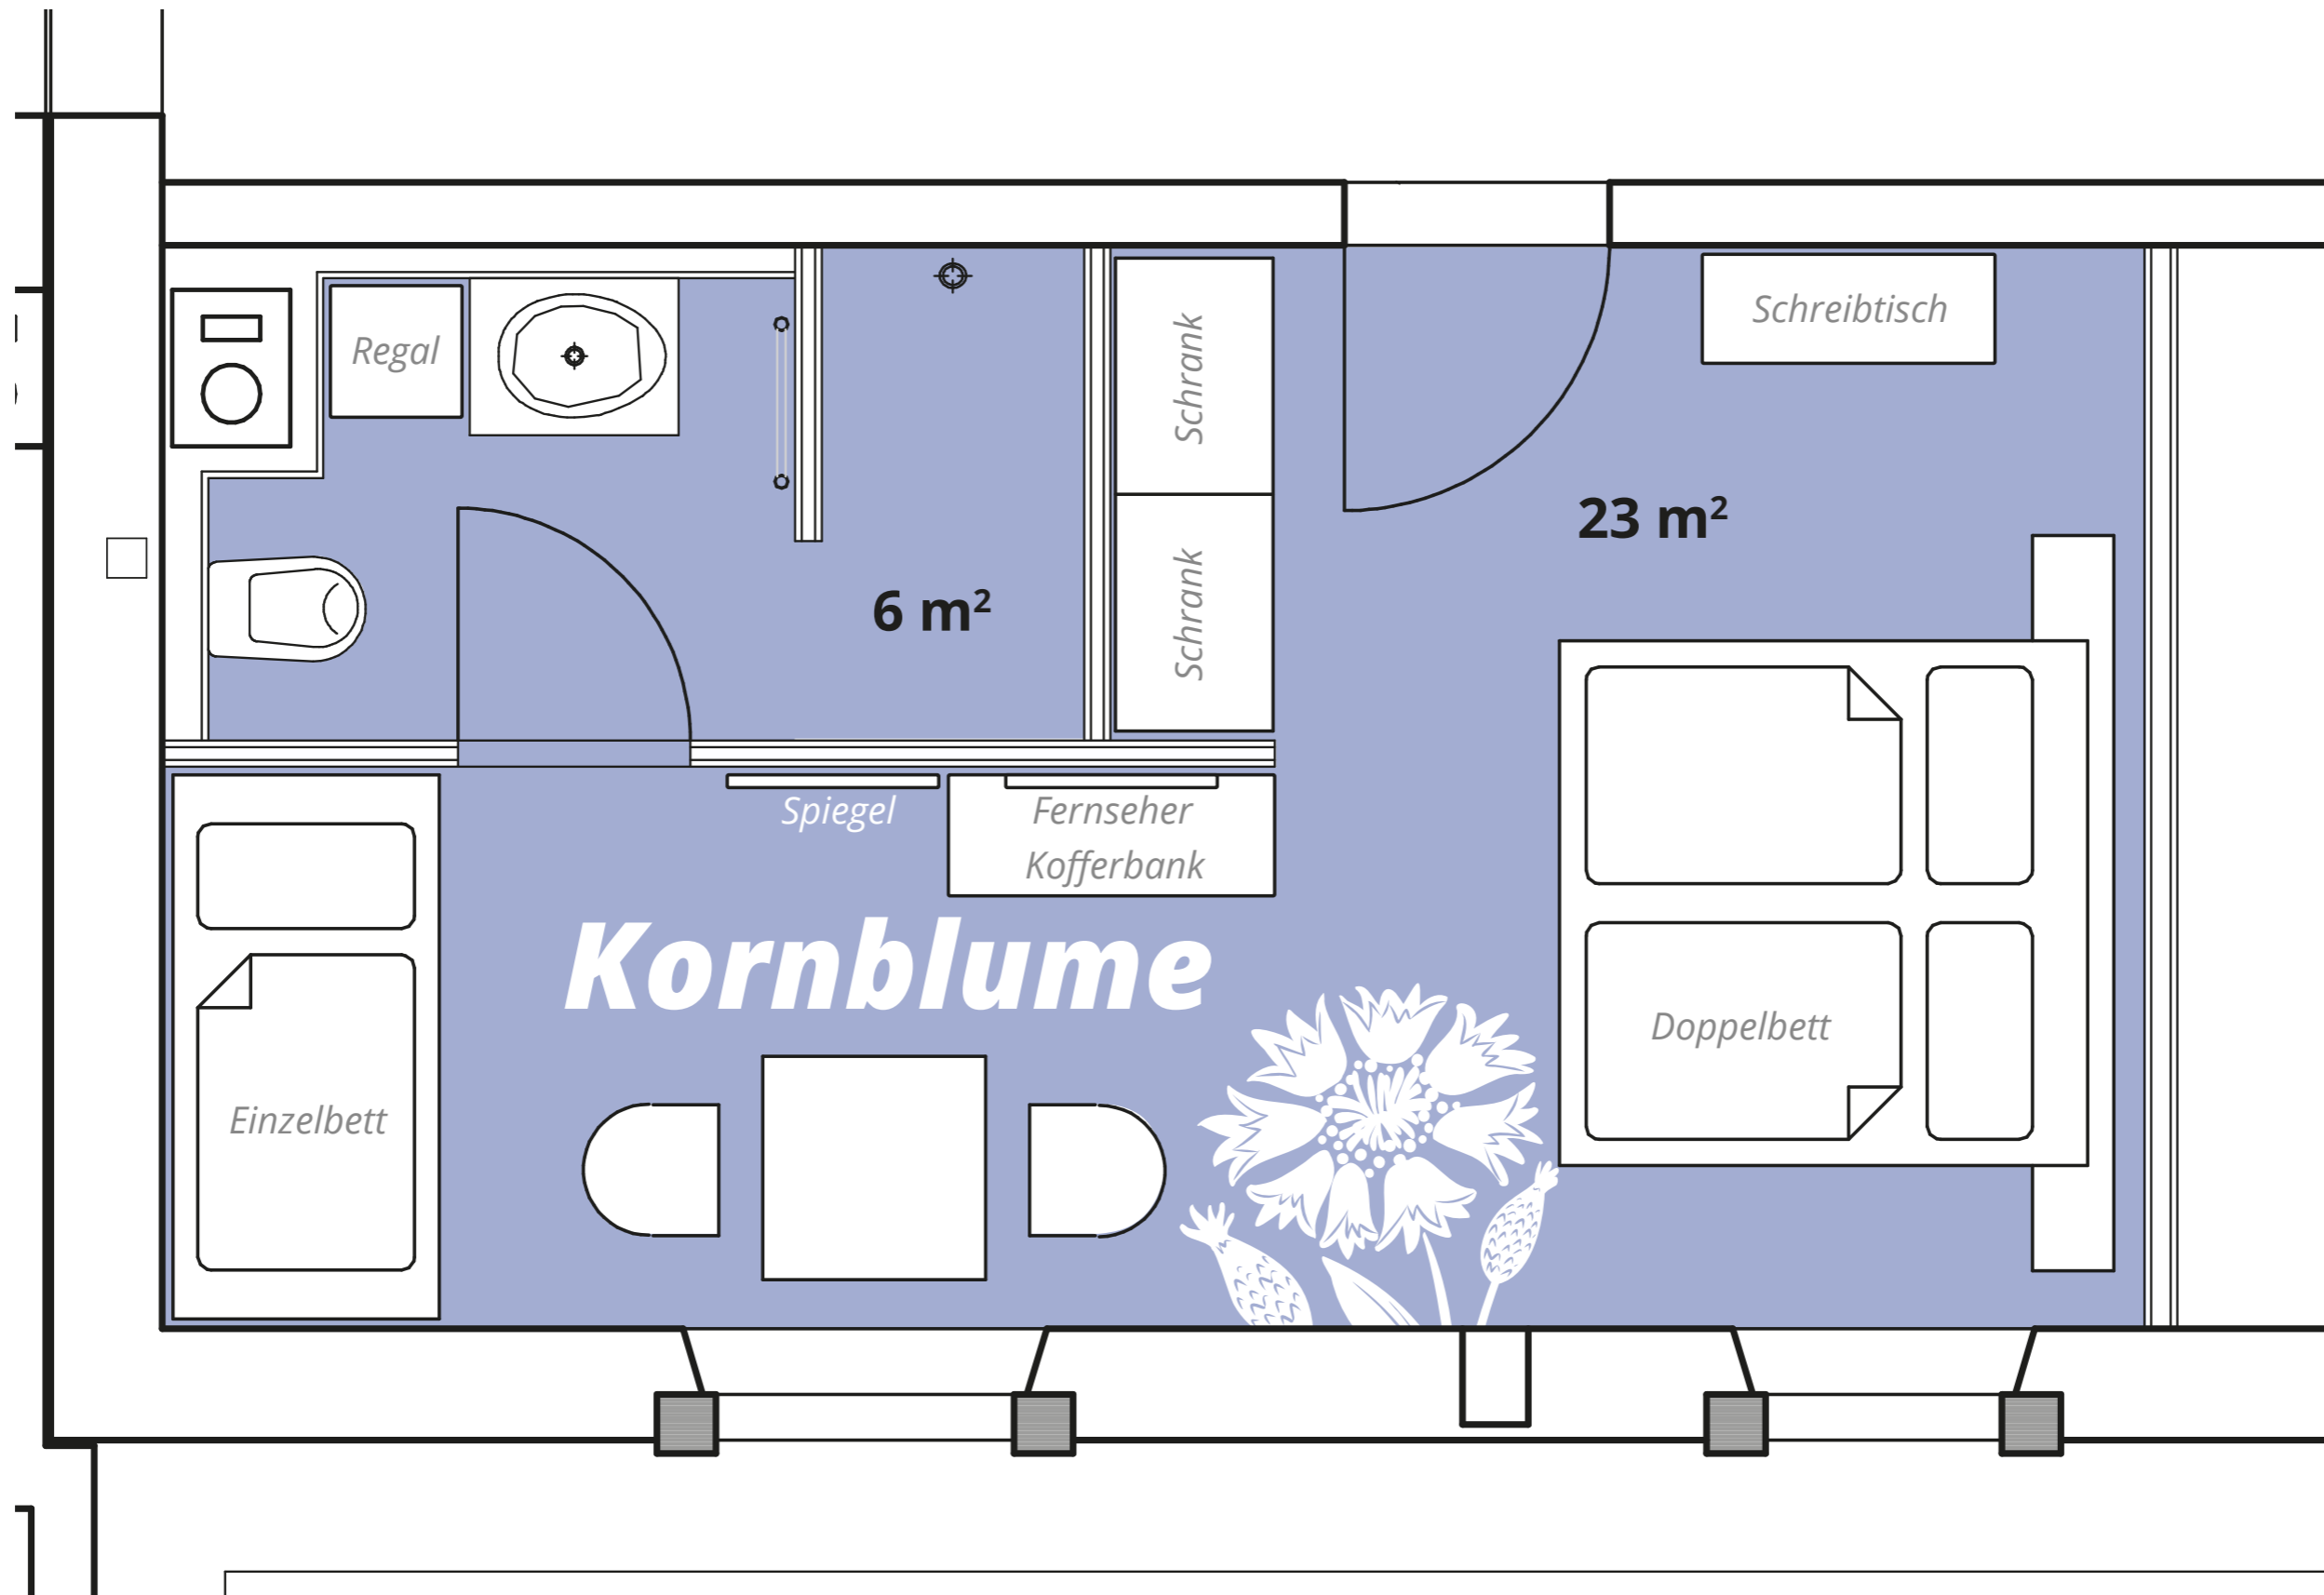 Schreibtisch
Regal
Schrank
23 m²
6 m²
Schrank
Spiegel
Fernseher
Kofferbank
Kornblume
Doppelbett
Einzelbett